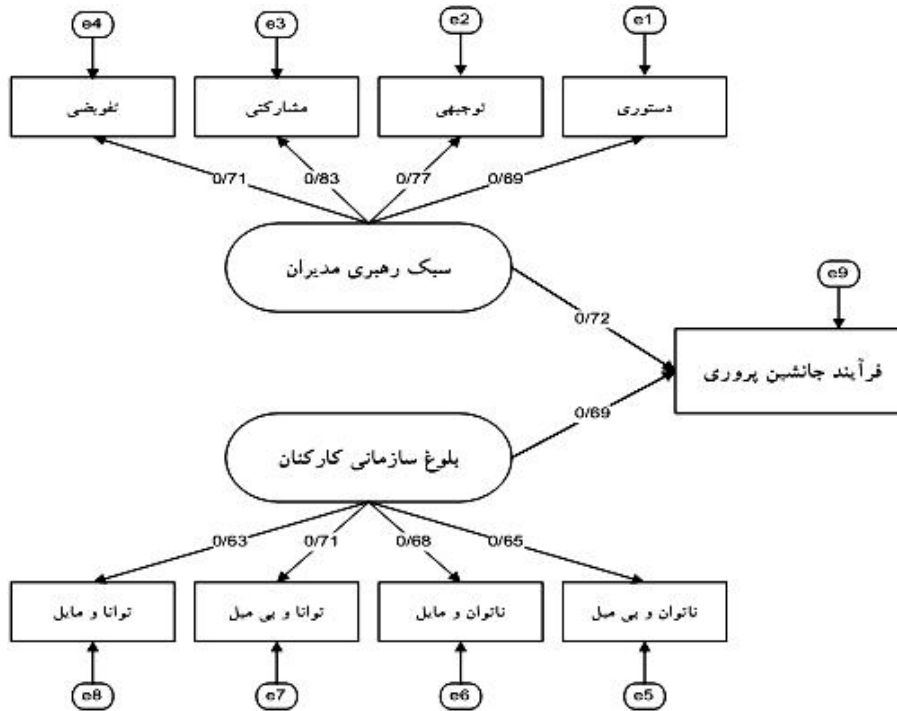 e1
e2
e3
e4
دستوری
توجیهی
مشارکتی
تفویضی
0/69
0/77
0/83
0/71
سبک رهبری مدیران
e9
0/72
فرآیند جانشین پروری
0/69
بلوغ سازمانی کارکنان
0/65
0/68
0/71
0/63
ناتوان و بی میل
ناتوان و مایل
توانا و بی میل
توانا و مایل
e5
e6
e7
e8